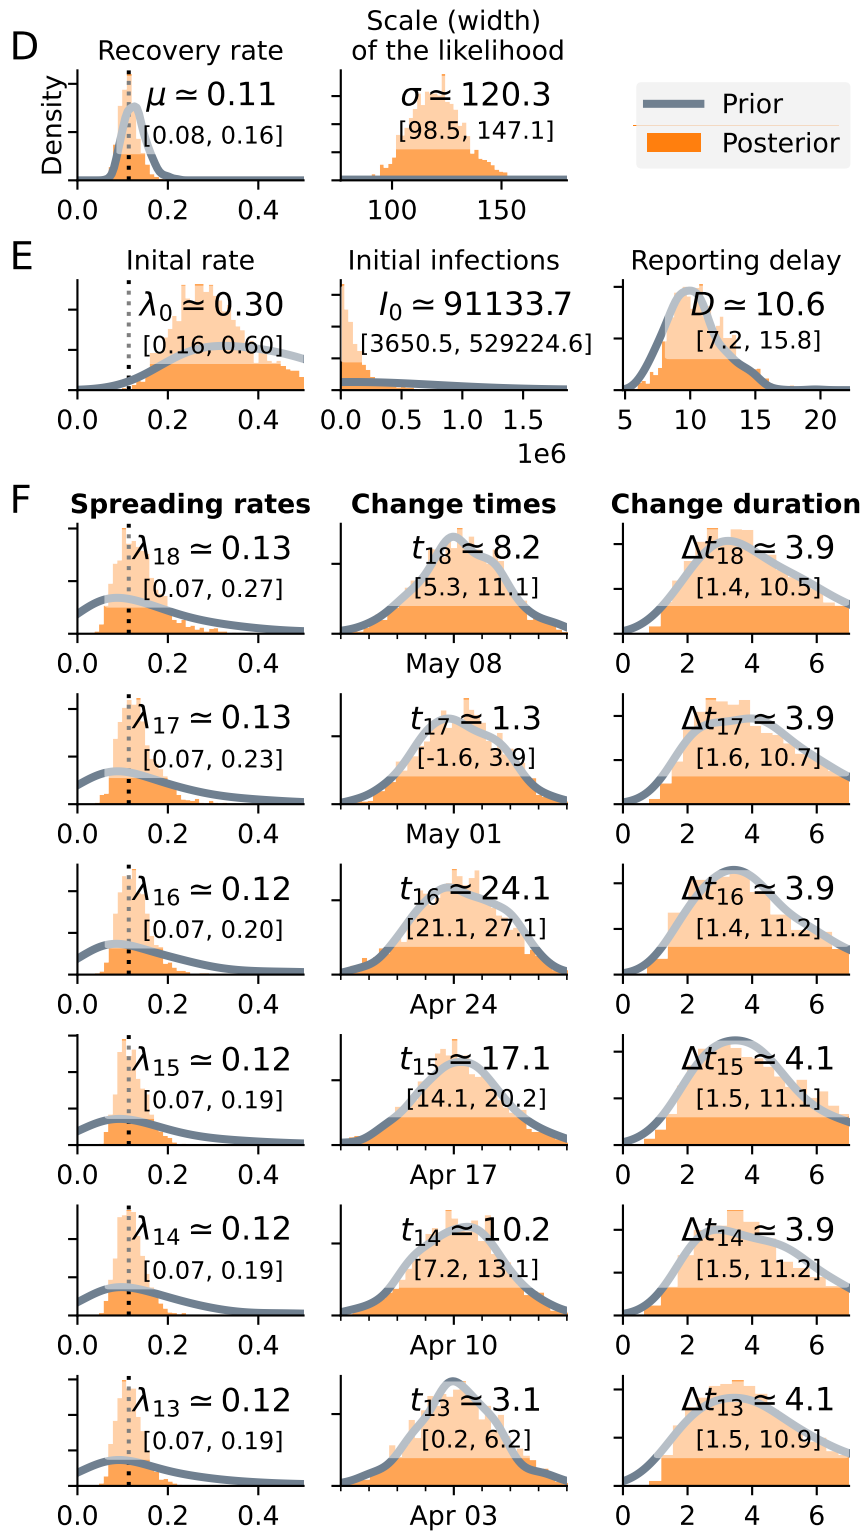 D
Recovery rate
Scale (width)
of the likelihood
Density
μ ≃ 0.11
[0.08, 0.16]
σ ≃ 120.3
[98.5, 147.1]
Prior
Posterior
0.0 0.2 0.4
100 150
E
Inital rate
Initial infections
Reporting delay
λ0 ≃ 0.30
[0.16, 0.60]
I0 ≃ 91133.7
[3650.5, 529224.6]
D ≃ 10.6
[7.2, 15.8]
0.0 0.2 0.4
0.0 0.5 1.0 1.5
1e6
5 10 15 20
F
Spreading rates
Change times
Change duration
λ18 ≃ 0.13
[0.07, 0.27]
t18 ≃ 8.2
[5.3, 11.1]
Δt18 ≃ 3.9
[1.4, 10.5]
0.0 0.2 0.4
May 08
0 2 4 6
λ17 ≃ 0.13
[0.07, 0.23]
t17 ≃ 1.3
[-1.6, 3.9]
Δt17 ≃ 3.9
[1.6, 10.7]
0.0 0.2 0.4
May 01
0 2 4 6
λ16 ≃ 0.12
[0.07, 0.20]
t16 ≃ 24.1
[21.1, 27.1]
Δt16 ≃ 3.9
[1.4, 11.2]
0.0 0.2 0.4
Apr 24
0 2 4 6
λ15 ≃ 0.12
[0.07, 0.19]
t15 ≃ 17.1
[14.1, 20.2]
Δt15 ≃ 4.1
[1.5, 11.1]
0.0 0.2 0.4
Apr 17
0 2 4 6
λ14 ≃ 0.12
[0.07, 0.19]
t14 ≃ 10.2
[7.2, 13.1]
Δt14 ≃ 3.9
[1.5, 11.2]
0.0 0.2 0.4
Apr 10
0 2 4 6
λ13 ≃ 0.12
[0.07, 0.19]
t13 ≃ 3.1
[0.2, 6.2]
Δt13 ≃ 4.1
[1.5, 10.9]
0.0 0.2 0.4
Apr 03
0 2 4 6